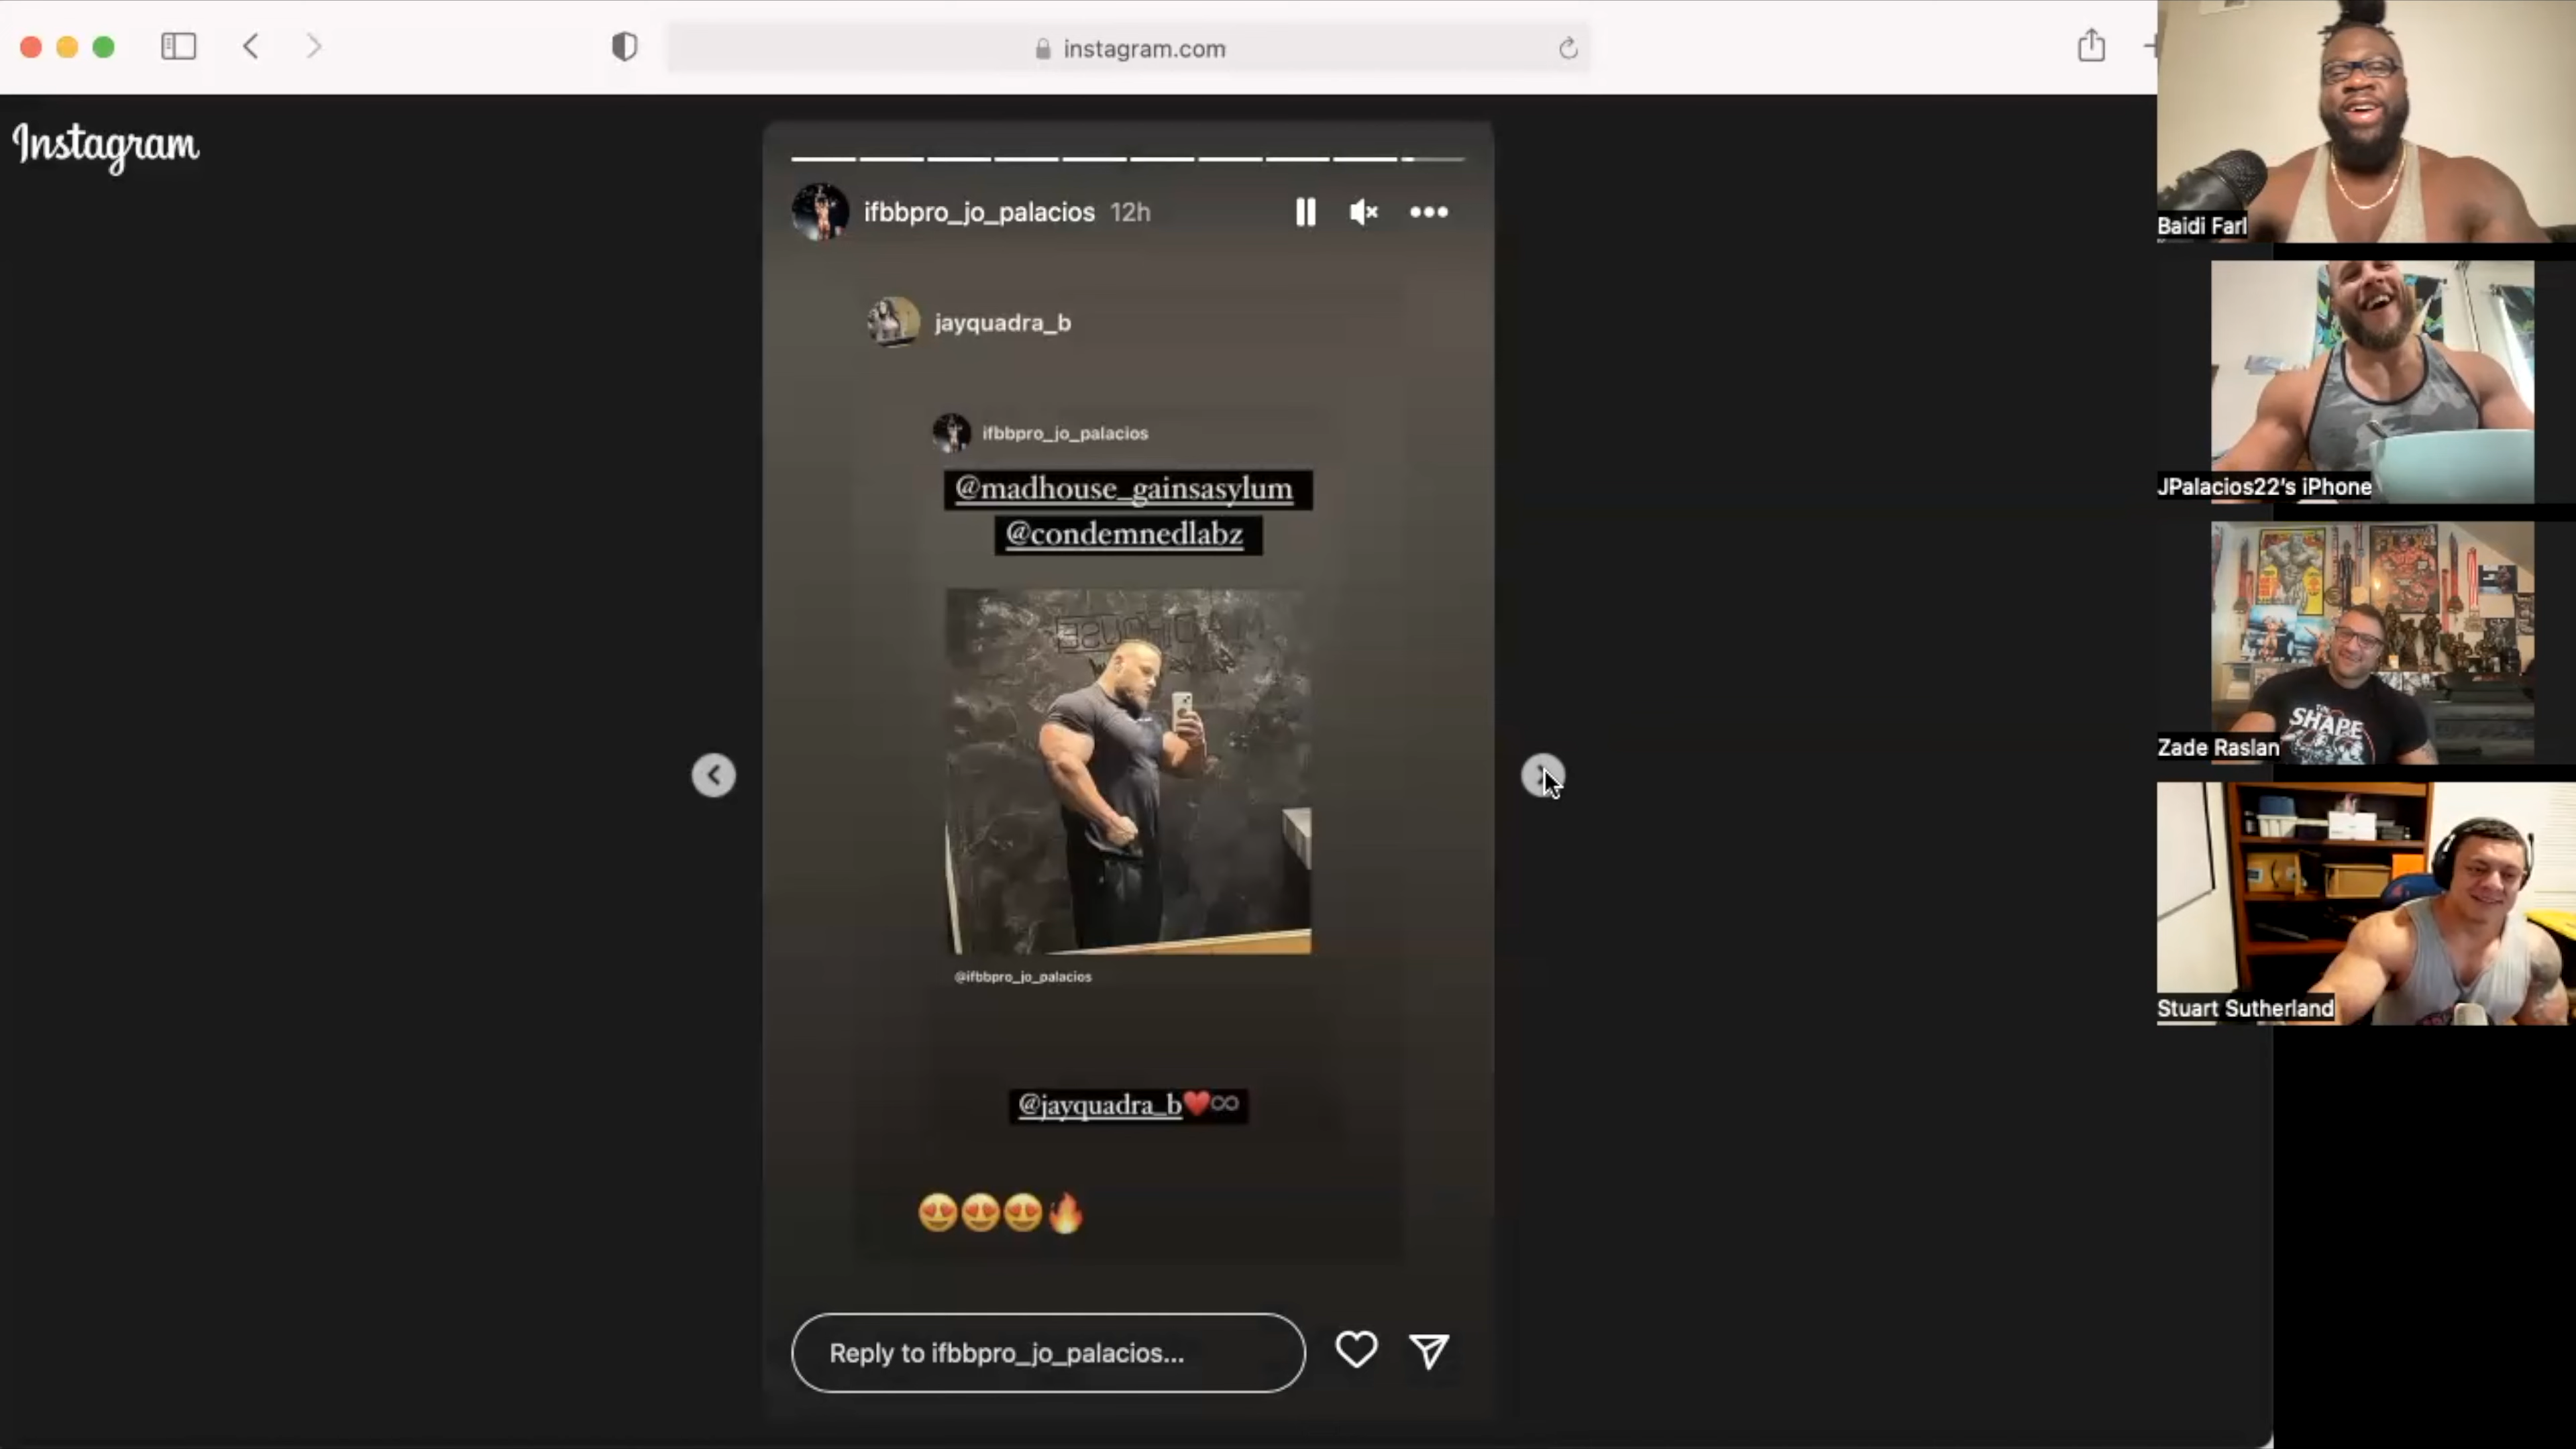 instagram.com
Instagram
ifbbpro_jo_palacios 12h
jayquadra_b
ifbbpro_jo_palacios
@madhouse_gainsasylum
@condemnedlabz
@ifbbpro_jo_palacios
@jayquadra_b❤️∞
😍😍😍🔥
Reply to ifbbpro_jo_palacios...
Baidi Farl
JPalacios22's iPhone
THE
SHAPE
Zade Raslan
Stuart Sutherland